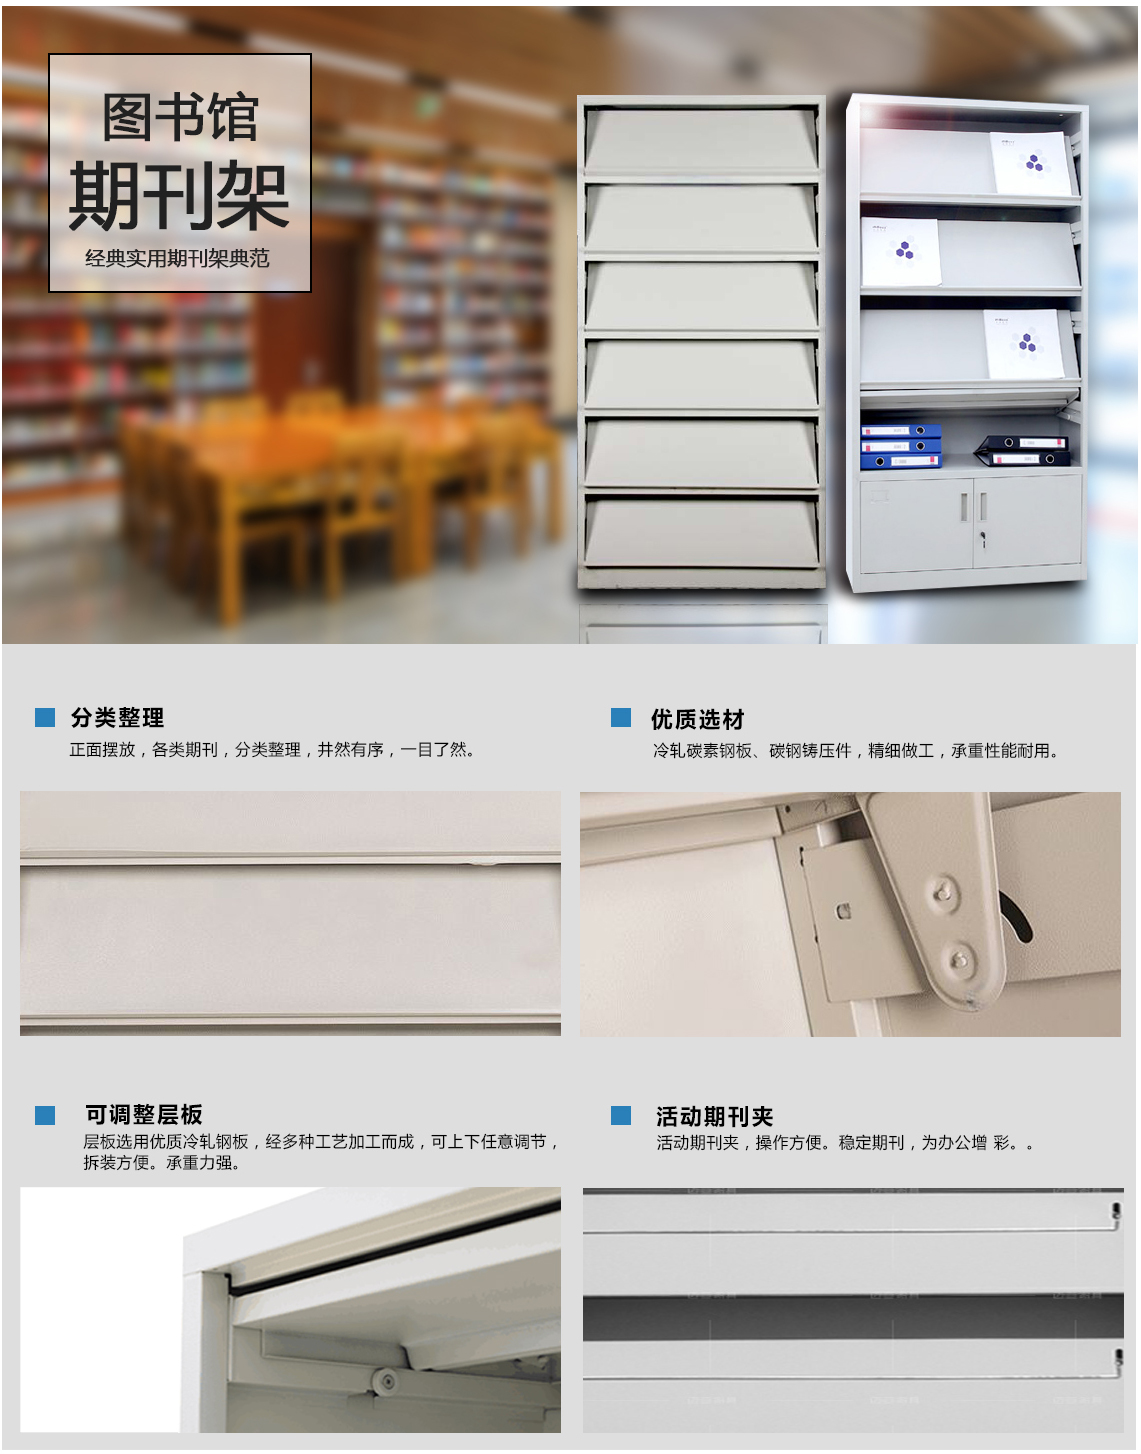 图书馆
期刊架
经典实用期刊架典范
分类整理
正面摆放，各类期刊，分类整理，井然有序，一目了然。
优质选材
冷轧碳素钢板、碳钢铸压件，精细做工，承重性能耐用。
可调整层板
层板选用优质冷轧钢板，经多种工艺加工而成，可上下任意调节，
拆装方便。承重力强。
活动期刊夹
活动期刊夹，操作方便。稳定期刊，为办公增 彩。。